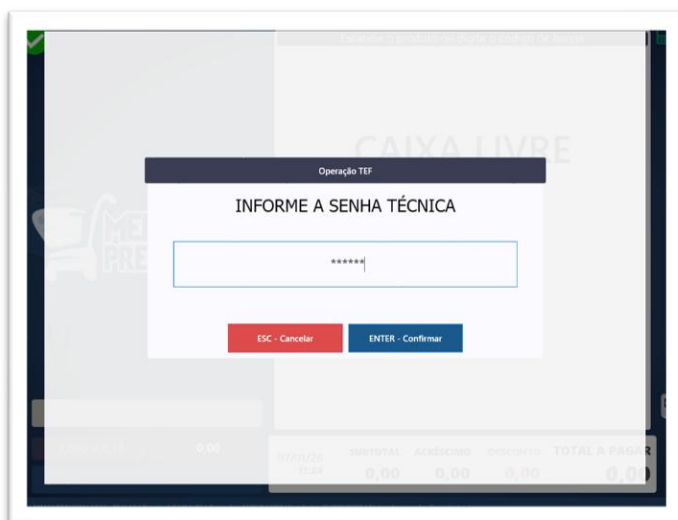 CAIXA LIVRE
Operação TEF
INFORME A SENHA TÉCNICA
******
ESC - Cancelar
ENTER - Confirmar
0,00
SUBTOTAL ACRÉSCIMO DESCONTO TOTAL A PAGAR
0,00 0,00 0,00 0,00